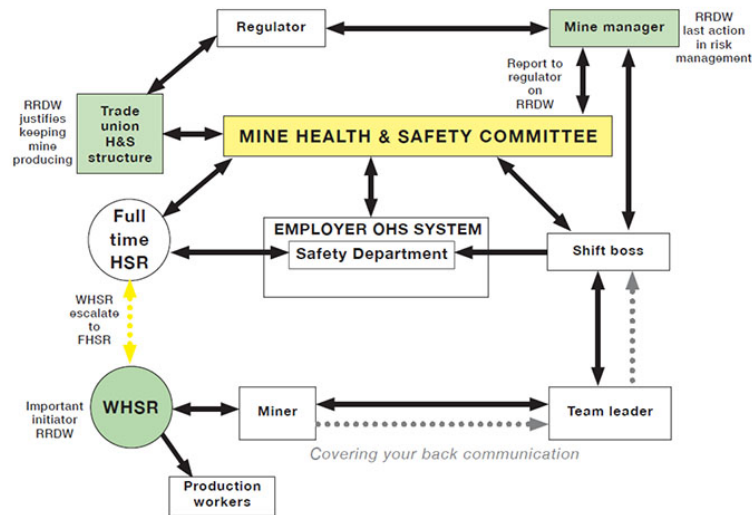 Regulator
Mine manager
RRDW
last action
in risk
management
Report to
regulator
on
RRDW
RRDW
justifies
keeping
mine
producing
Trade
union
H&S
structure
MINE HEALTH & SAFETY COMMITTEE
Full
time
HSR
EMPLOYER OHS SYSTEM
Safety Department
Shift boss
WHSR
escalate
to
FHSR
Important
initiator
RRDW
WHSR
Miner
Team leader
Covering your back communication
Production
workers